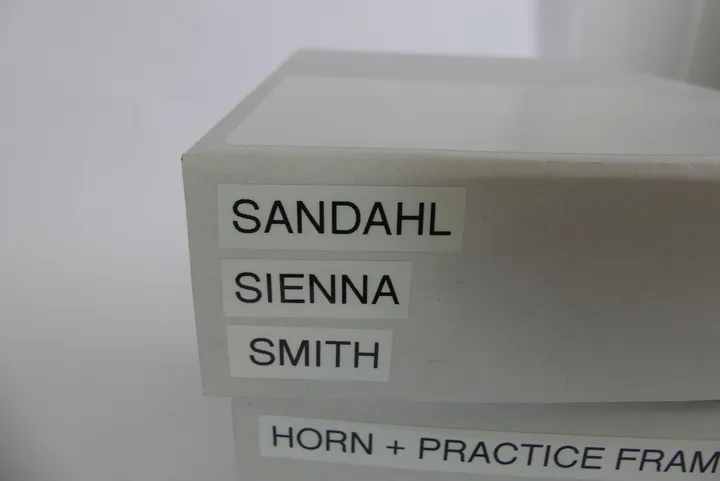 SANDAHL
SIENNA
SMITH
HORN + PRACTICE FRAM